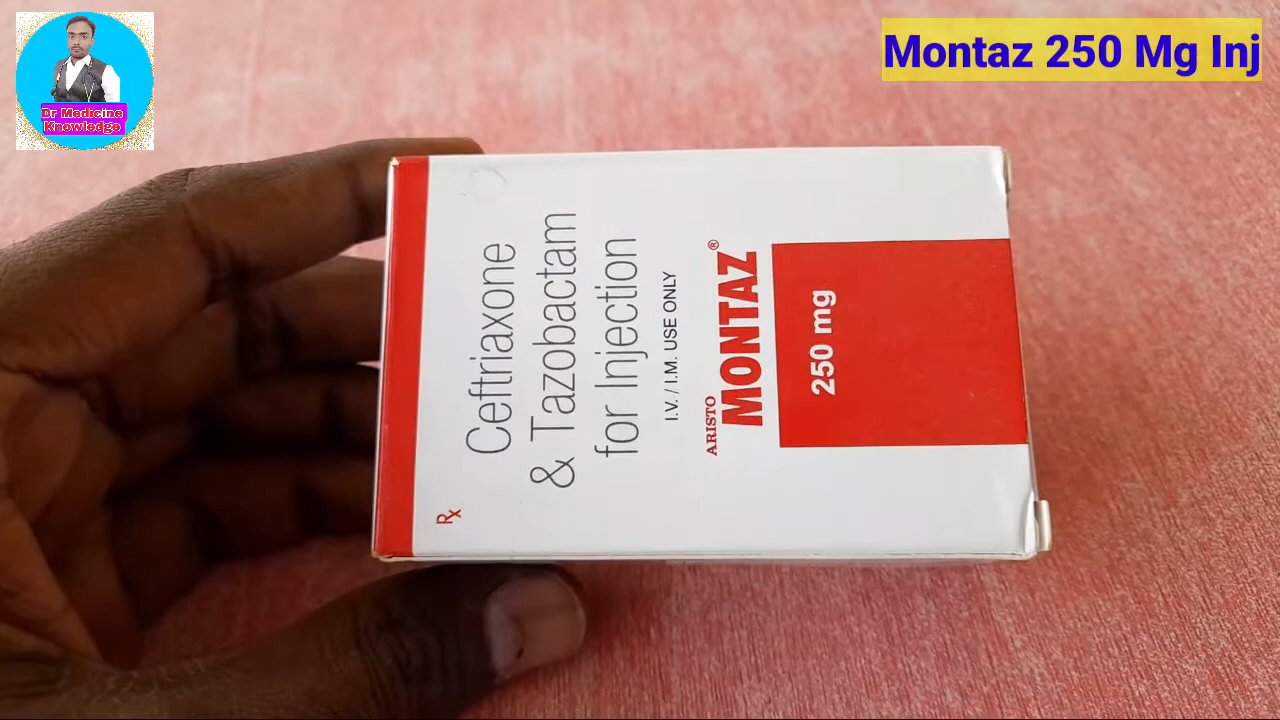 Dr Medicine
Knowledge
Montaz 250 Mg Inj
Rx
Ceftriaxone
& Tazobactam
for Injection
I.V. / I.M. USE ONLY
ARISTO
MONTAZ®
250 mg